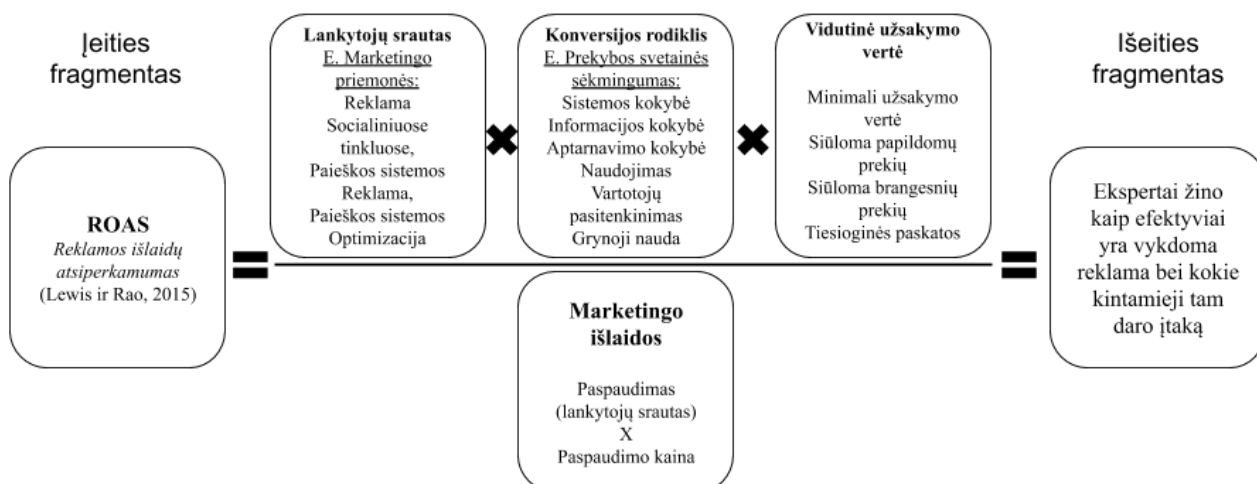 Įeities
fragmentas
ROAS
Reklamos išlaidų
atsiperkamumas
(Lewis ir Rao, 2015)
Lankytojų srautas
E. Marketingo
priemonės:
Reklama
Socialiniuose
tinkluose,
Paieškos sistemos
Reklama,
Paieškos sistemos
Optimizacija
Konversijos rodiklis
E. Prekybos svetainės
sėkmingumas:
Sistemos kokybė
Informacijos kokybė
Aptarnavimo kokybė
Naudojimas
Vartotojų
pasitenkinimas
Grynoji nauda
Vidutinė užsakymo
vertė
Minimali užsakymo
vertė
Siūloma papildomų
prekių
Siūloma brangesnių
prekių
Tiesioginės paskatos
Marketingo
išlaidos
Paspaudimas
(lankytojų srautas)
X
Paspaudimo kaina
Išeities
fragmentas
Ekspertai žino
kaip efektyviai
yra vykdoma
reklama bei kokie
kintamieji tam
daro įtaką